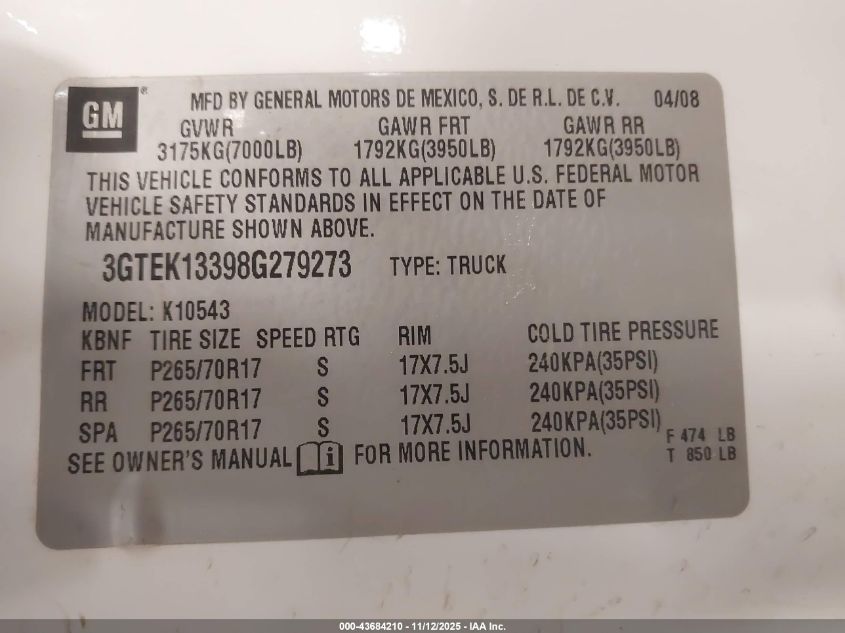 GM ® MFD BY GENERAL MOTORS DE MEXICO, S. DE R.L. DE C.V. 04/08
GVWR GAWR FRT GAWR RR
3175KG(7000LB) 1792KG(3950LB) 1792KG(3950LB)
THIS VEHICLE CONFORMS TO ALL APPLICABLE U.S. FEDERAL MOTOR
VEHICLE SAFETY STANDARDS IN EFFECT ON THE DATE OF
MANUFACTURE SHOWN ABOVE.
3GTEK13398G279273 TYPE: TRUCK
MODEL: K10543
KBNF TIRE SIZE SPEED RTG RIM COLD TIRE PRESSURE
FRT P265/70R17 S 17X7.5J 240KPA(35PSI)
RR P265/70R17 S 17X7.5J 240KPA(35PSI)
SPA P265/70R17 S 17X7.5J 240KPA(35PSI)
F 474 LB
T 850 LB
SEE OWNER'S MANUAL i FOR MORE INFORMATION.
000-43684210 - 11/12/2025 - IAA Inc.